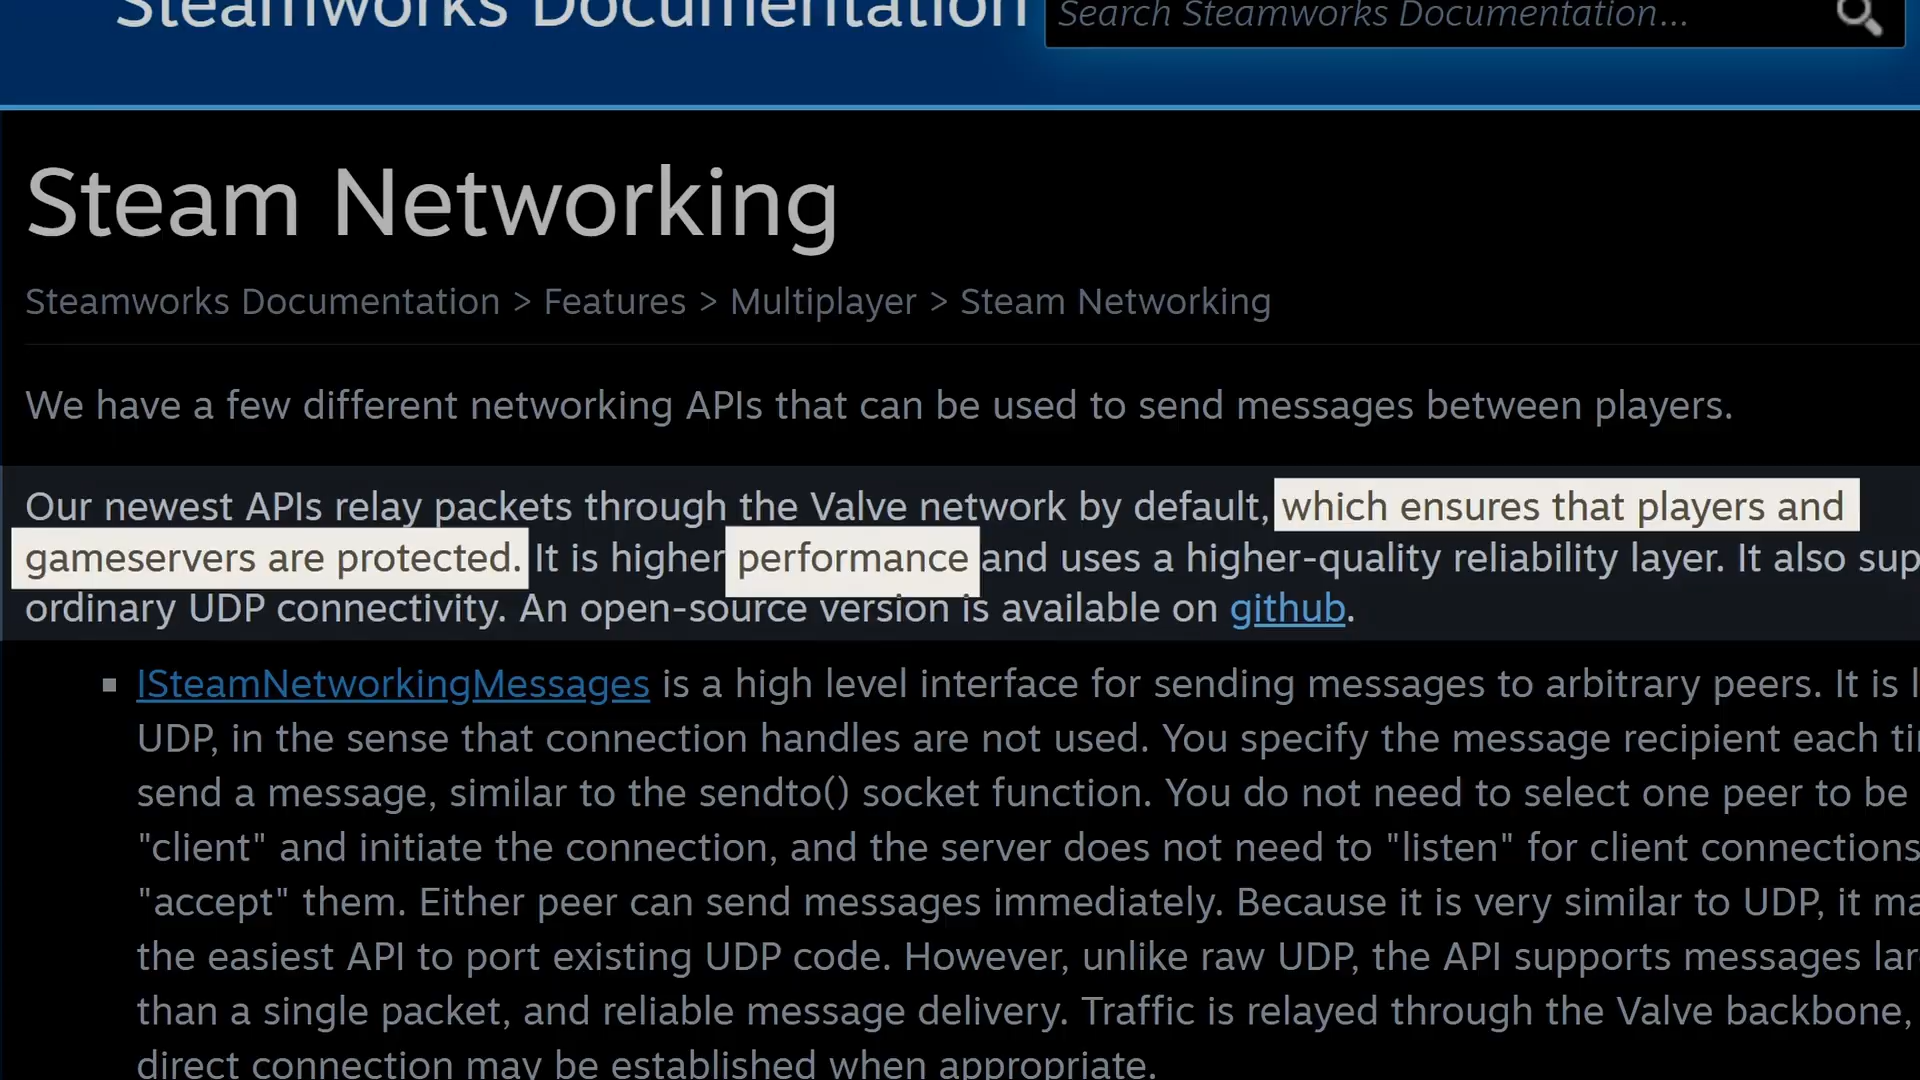 Steamworks Documentation
Search Steamworks Documentation...
Steam Networking
Steamworks Documentation > Features > Multiplayer > Steam Networking
We have a few different networking APIs that can be used to send messages between players.
Our newest APIs relay packets through the Valve network by default, which ensures that players and
gameservers are protected. It is higher performance and uses a higher-quality reliability layer. It also
ordinary UDP connectivity. An open-source version is available on github.
▪ ISteamNetworkingMessages is a high level interface for sending messages to arbitrary peers. It is
UDP, in the sense that connection handles are not used. You specify the message recipient each
send a message, similar to the sendto() socket function. You do not need to select one peer to be
"client" and initiate the connection, and the server does not need to "listen" for client connections
"accept" them. Either peer can send messages immediately. Because it is very similar to UDP, it
the easiest API to port existing UDP code. However, unlike raw UDP, the API supports messages
than a single packet, and reliable message delivery. Traffic is relayed through the Valve backbone,
direct connection may be established when appropriate.